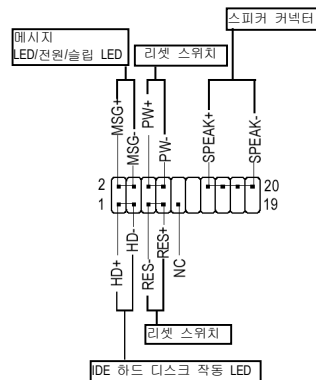 스피커 커넥터
메시지
LED/전원/슬립 LED
리셋 스위치
MSG+
MSG-
PW+
PW-
SPEAK+
SPEAK-
2
20
1
19
HD+
HD-
RES-
RES+
NC
리셋 스위치
IDE 하드 디스크 작동 LED